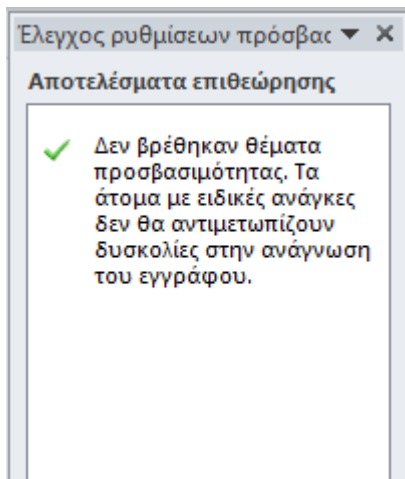 Έλεγχος ρυθμίσεων πρόσβας
Αποτελέσματα επιθεώρησης
Δεν βρέθηκαν θέματα
προσβασιμότητας. Τα
άτομα με ειδικές ανάγκες
δεν θα αντιμετωπίζουν
δυσκολίες στην ανάγνωση
του εγγράφου.